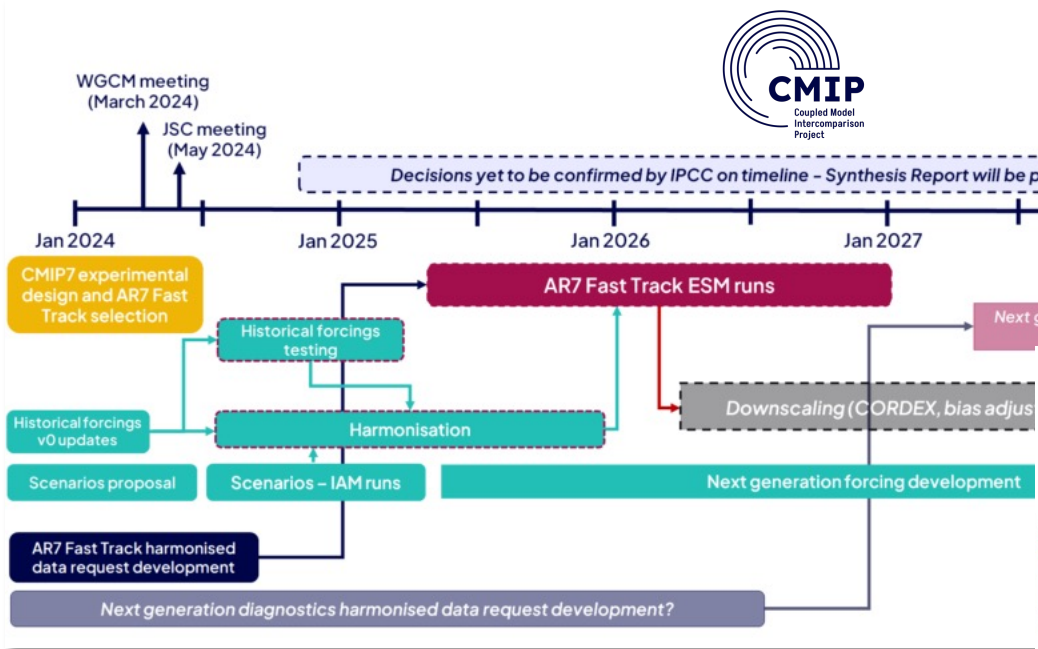 CMIP
Coupled Model
Intercomparison
Project
WGCM meeting
(March 2024)
JSC meeting
(May 2024)
Decisions yet to be confirmed by IPCC on timeline – Synthesis Report will be
Jan 2024
Jan 2025
Jan 2026
Jan 2027
CMIP7 experimental
design and AR7 Fast
Track selection
AR7 Fast Track ESM runs
Historical forcings
testing
Next
Downscaling (CORDEX, bias
Historical forcings
v0 updates
Harmonisation
Scenarios proposal
Scenarios – IAM runs
Next generation forcing development
AR7 Fast Track harmonised
data request development
Next generation diagnostics harmonised data request development?